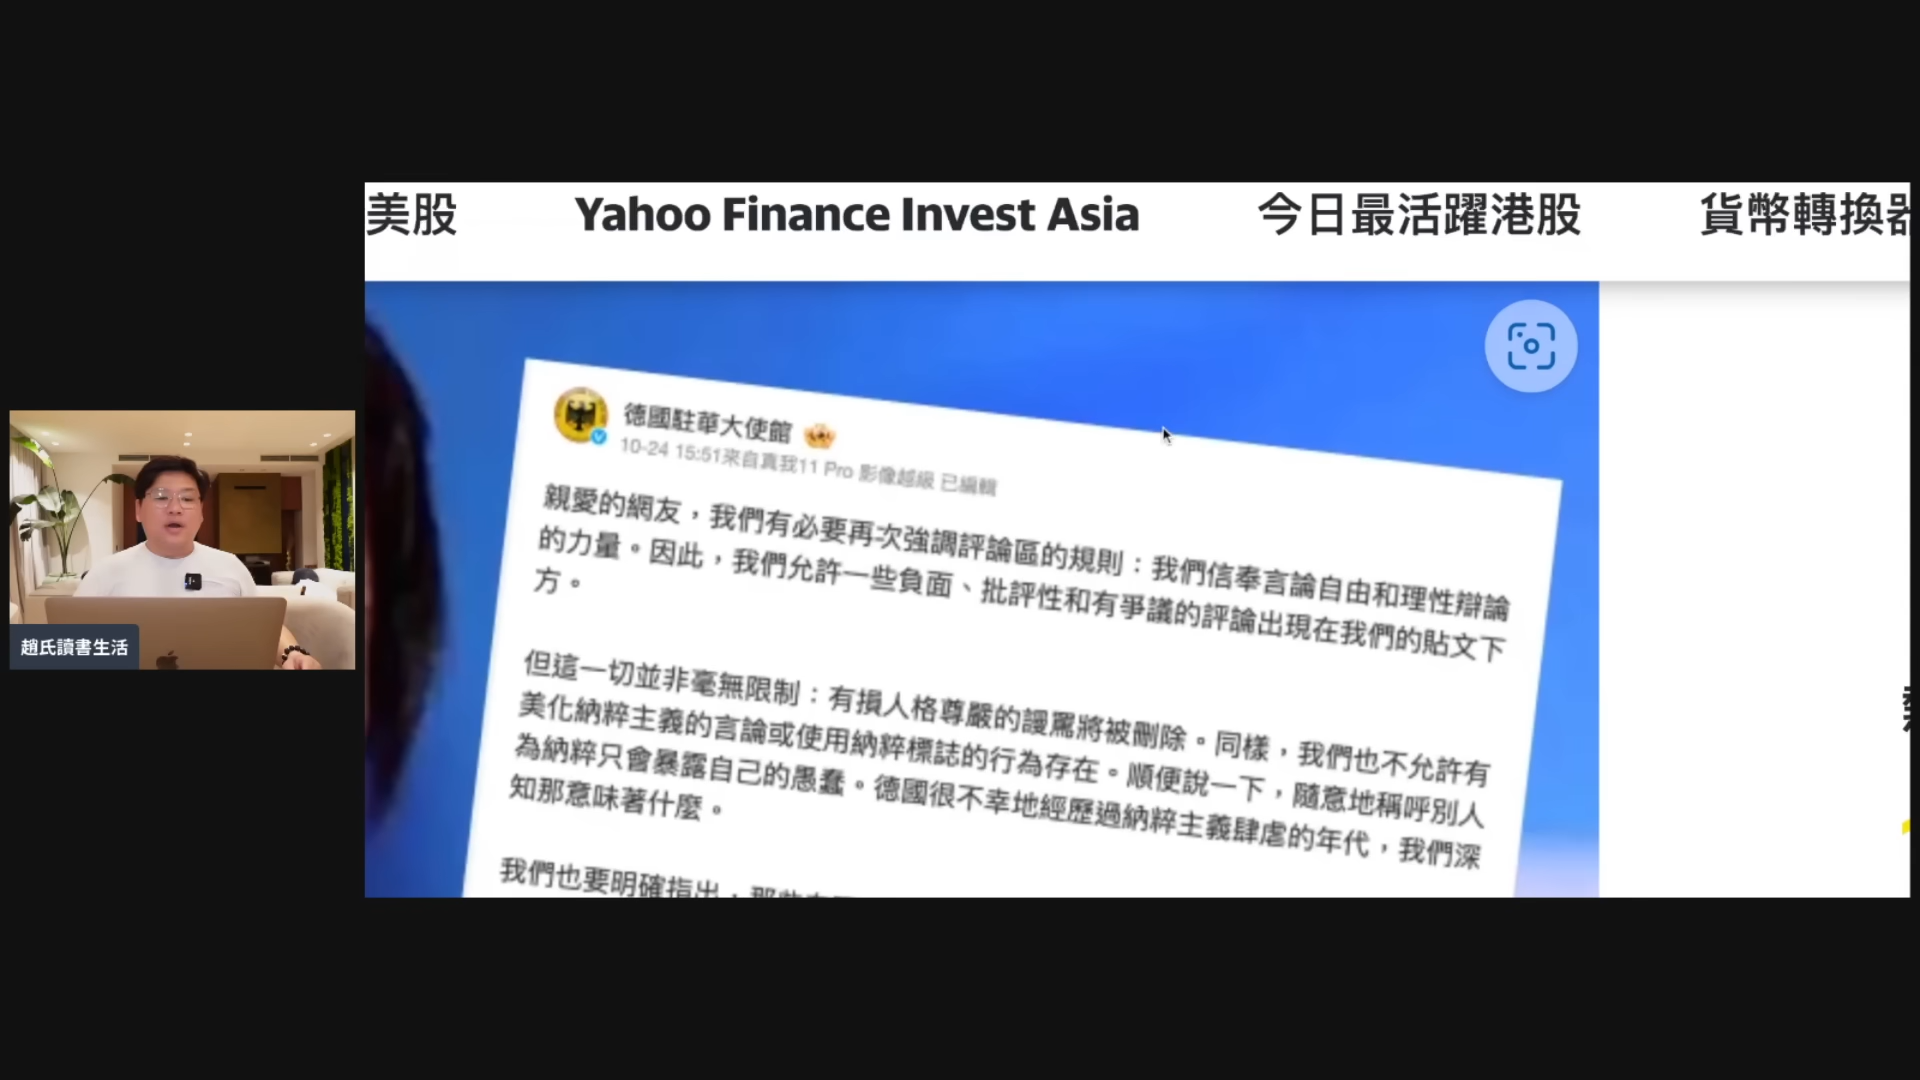 美股
Yahoo Finance Invest Asia
今日最活躍港股
貨幣轉換器
德國駐華大使館
10-24 15:51來自真我11 Pro 影像越級 已編輯
親愛的網友，我們有必要再次強調評論區的規則：我們信奉言論自由和理性辯論
的力量。因此，我們允許一些負面、批評性和有爭議的評論出現在我們的貼文下
方。
但這一切並非毫無限制：有損人格尊嚴的謾罵將被刪除。同樣，我們也不允許有
美化納粹主義的言論或使用納粹標誌的行為存在。順便說一下，隨意地稱呼別人
為納粹只會暴露自己的愚蠢。德國很不幸地經歷過納粹主義肆虐的年代，我們深
知那意味著什麼。
我們也要明確指出，那些
趙氏讀書生活